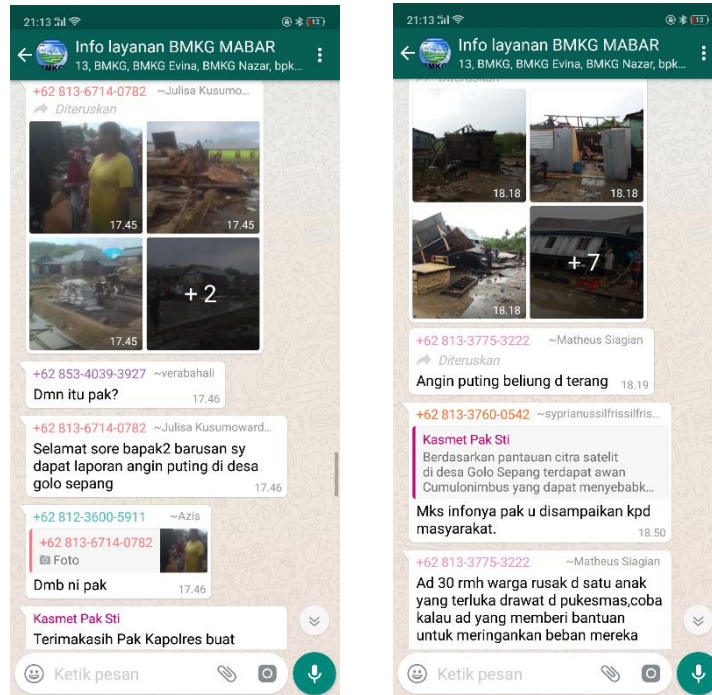 21:13
12
Info layanan BMKG MABAR
13, BMKG, BMKG Evina, BMKG Nazar, bpk...
+62 813-6714-0782 ~Julisa Kusumo...
Diteruskan
17.45
17.45
17.45
+ 2
+62 853-4039-3927 ~verabahali
Dmn itu pak?
17.46
+62 813-6714-0782 ~Julisa Kusumoward...
Selamat sore bapak2 barusan sy
dapat laporan angin puting di desa
golo sepang
17.46
+62 812-3600-5911 ~Azis
+62 813-6714-0782
Foto
Dmb ni pak
17.46
Kasmet Pak Sti
Terimakasih Pak Kapolres buat
Ketik pesan
21:13
12
Info layanan BMKG MABAR
13, BMKG, BMKG Evina, BMKG Nazar, bpk...
18.18
18.18
18.18
+ 7
+62 813-3775-3222 ~Matheus Siagian
Diteruskan
Angin puting beliung d terang
18.19
+62 813-3760-0542 ~syprianussilfrissilfris...
Kasmet Pak Sti
Berdasarkan pantauan citra satelit
di desa Golo Sepang terdapat awan
Cumulonimbus yang dapat menyebabk...
Mks infonya pak u disampaikan kpd
masyarakat.
18.50
+62 813-3775-3222 ~Matheus Siagian
Ad 30 rmh warga rusak d satu anak
yang terluka drawat d pukesmas,coba
kalau ad yang memberi bantuan
untuk meringankan beban mereka
Ketik pesan